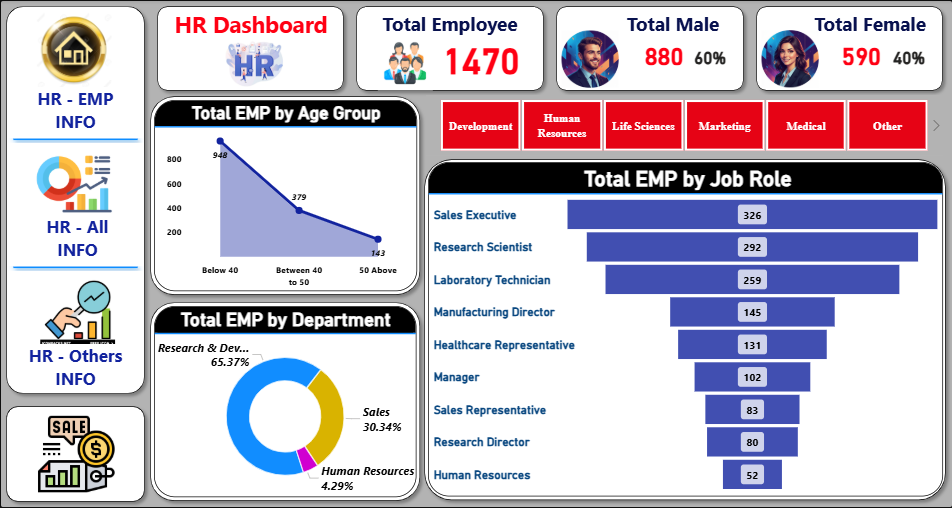 HR - EMP
INFO
HR - All
INFO
HR - Others
INFO
SALE
$
HR Dashboard
HR
Total Employee
1470
Total Male
880 60%
Total Female
590 40%
Total EMP by Age Group
800
600
400
200
948
379
143
Below 40
Between 40
to 50
50 Above
Total EMP by Department
Research & Dev...
65.37%
Sales
30.34%
Human Resources
4.29%
Development
Human
Resources
Life Sciences
Marketing
Medical
Other
Total EMP by Job Role
Sales Executive 326
Research Scientist 292
Laboratory Technician 259
Manufacturing Director 145
Healthcare Representative 131
Manager 102
Sales Representative 83
Research Director 80
Human Resources 52